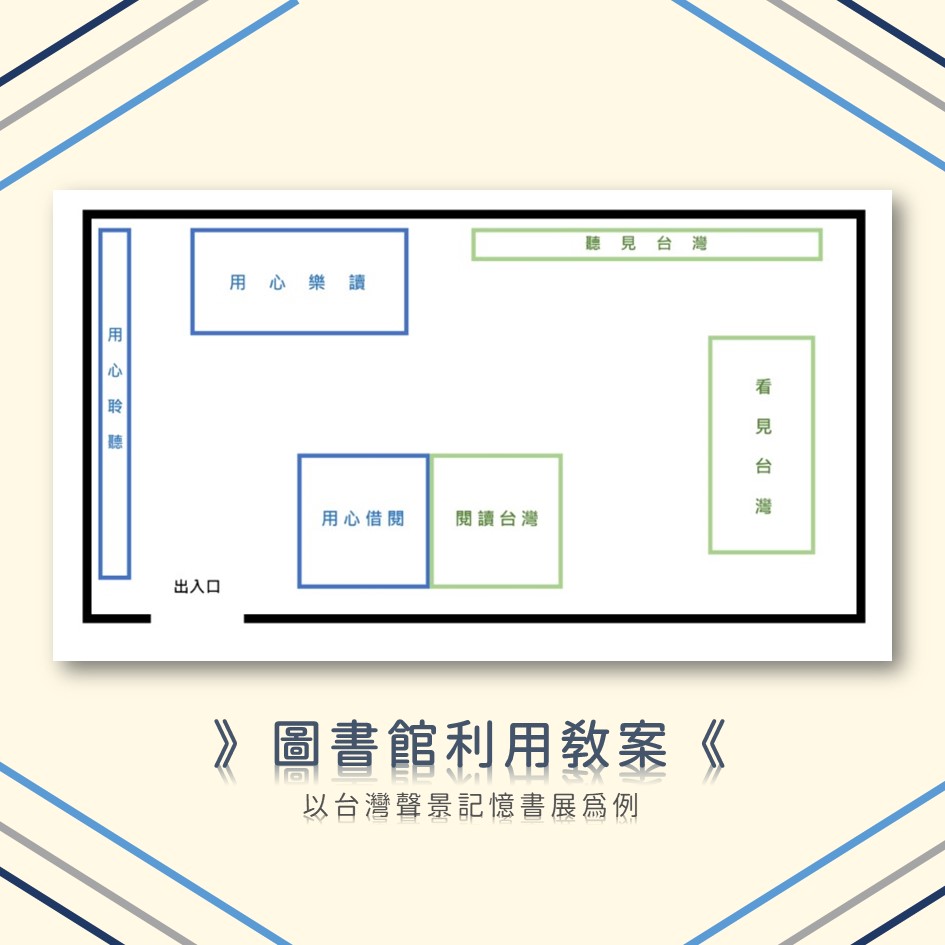 用心樂讀
聽見台灣
用心聆聽
看見台灣
用心借閱
閱讀台灣
出入口
》圖書館利用教案《
以台灣聲景記憶書展為例